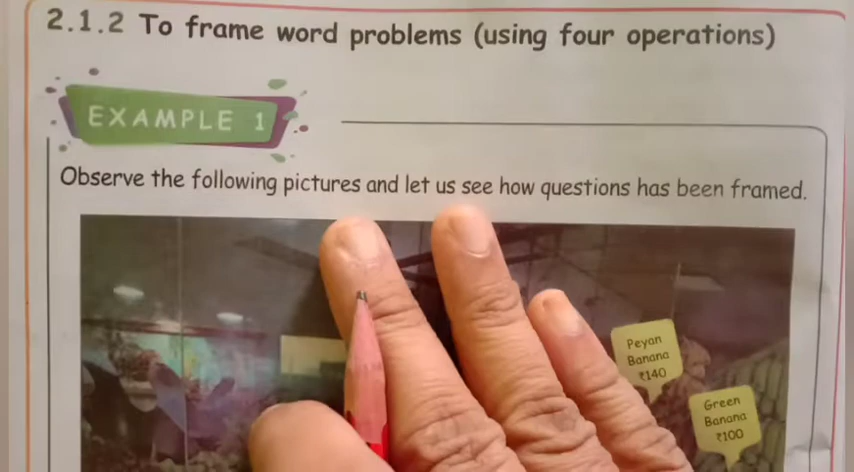 2.1.2 To frame word problems (using four operations)
EXAMPLE 1
Observe the following pictures and let us see how questions has been framed.
Peyan
Banana
₹140
Green
Banana
₹100